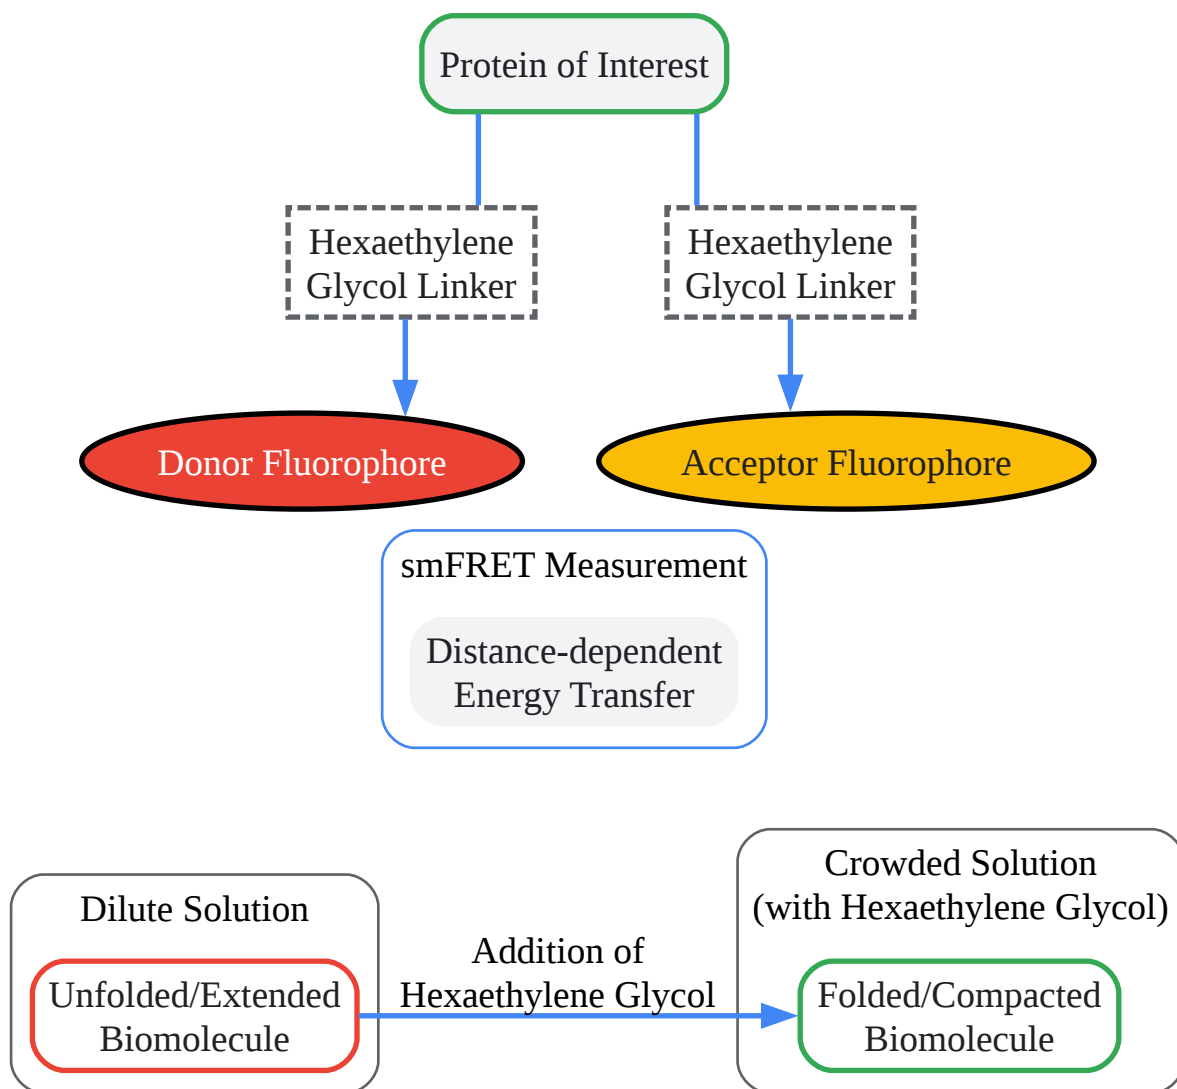 Protein of Interest
Hexaethylene
Glycol Linker
Hexaethylene
Glycol Linker
Donor Fluorophore
Acceptor Fluorophore
smFRET Measurement
Distance-dependent
Energy Transfer
Dilute Solution
Unfolded/Extended
Biomolecule
Addition of
Hexaethylene Glycol
Crowded Solution
(with Hexaethylene Glycol)
Folded/Compacted
Biomolecule